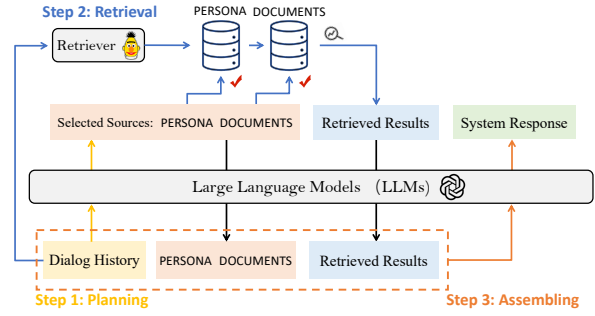 Step 2: Retrieval
PERSONA DOCUMENTS
Retriever
Selected Sources: PERSONA DOCUMENTS
Retrieved Results
System Response
Large Language Models (LLMs)
Dialog History
PERSONA DOCUMENTS
Retrieved Results
Step 1: Planning
Step 3: Assembling